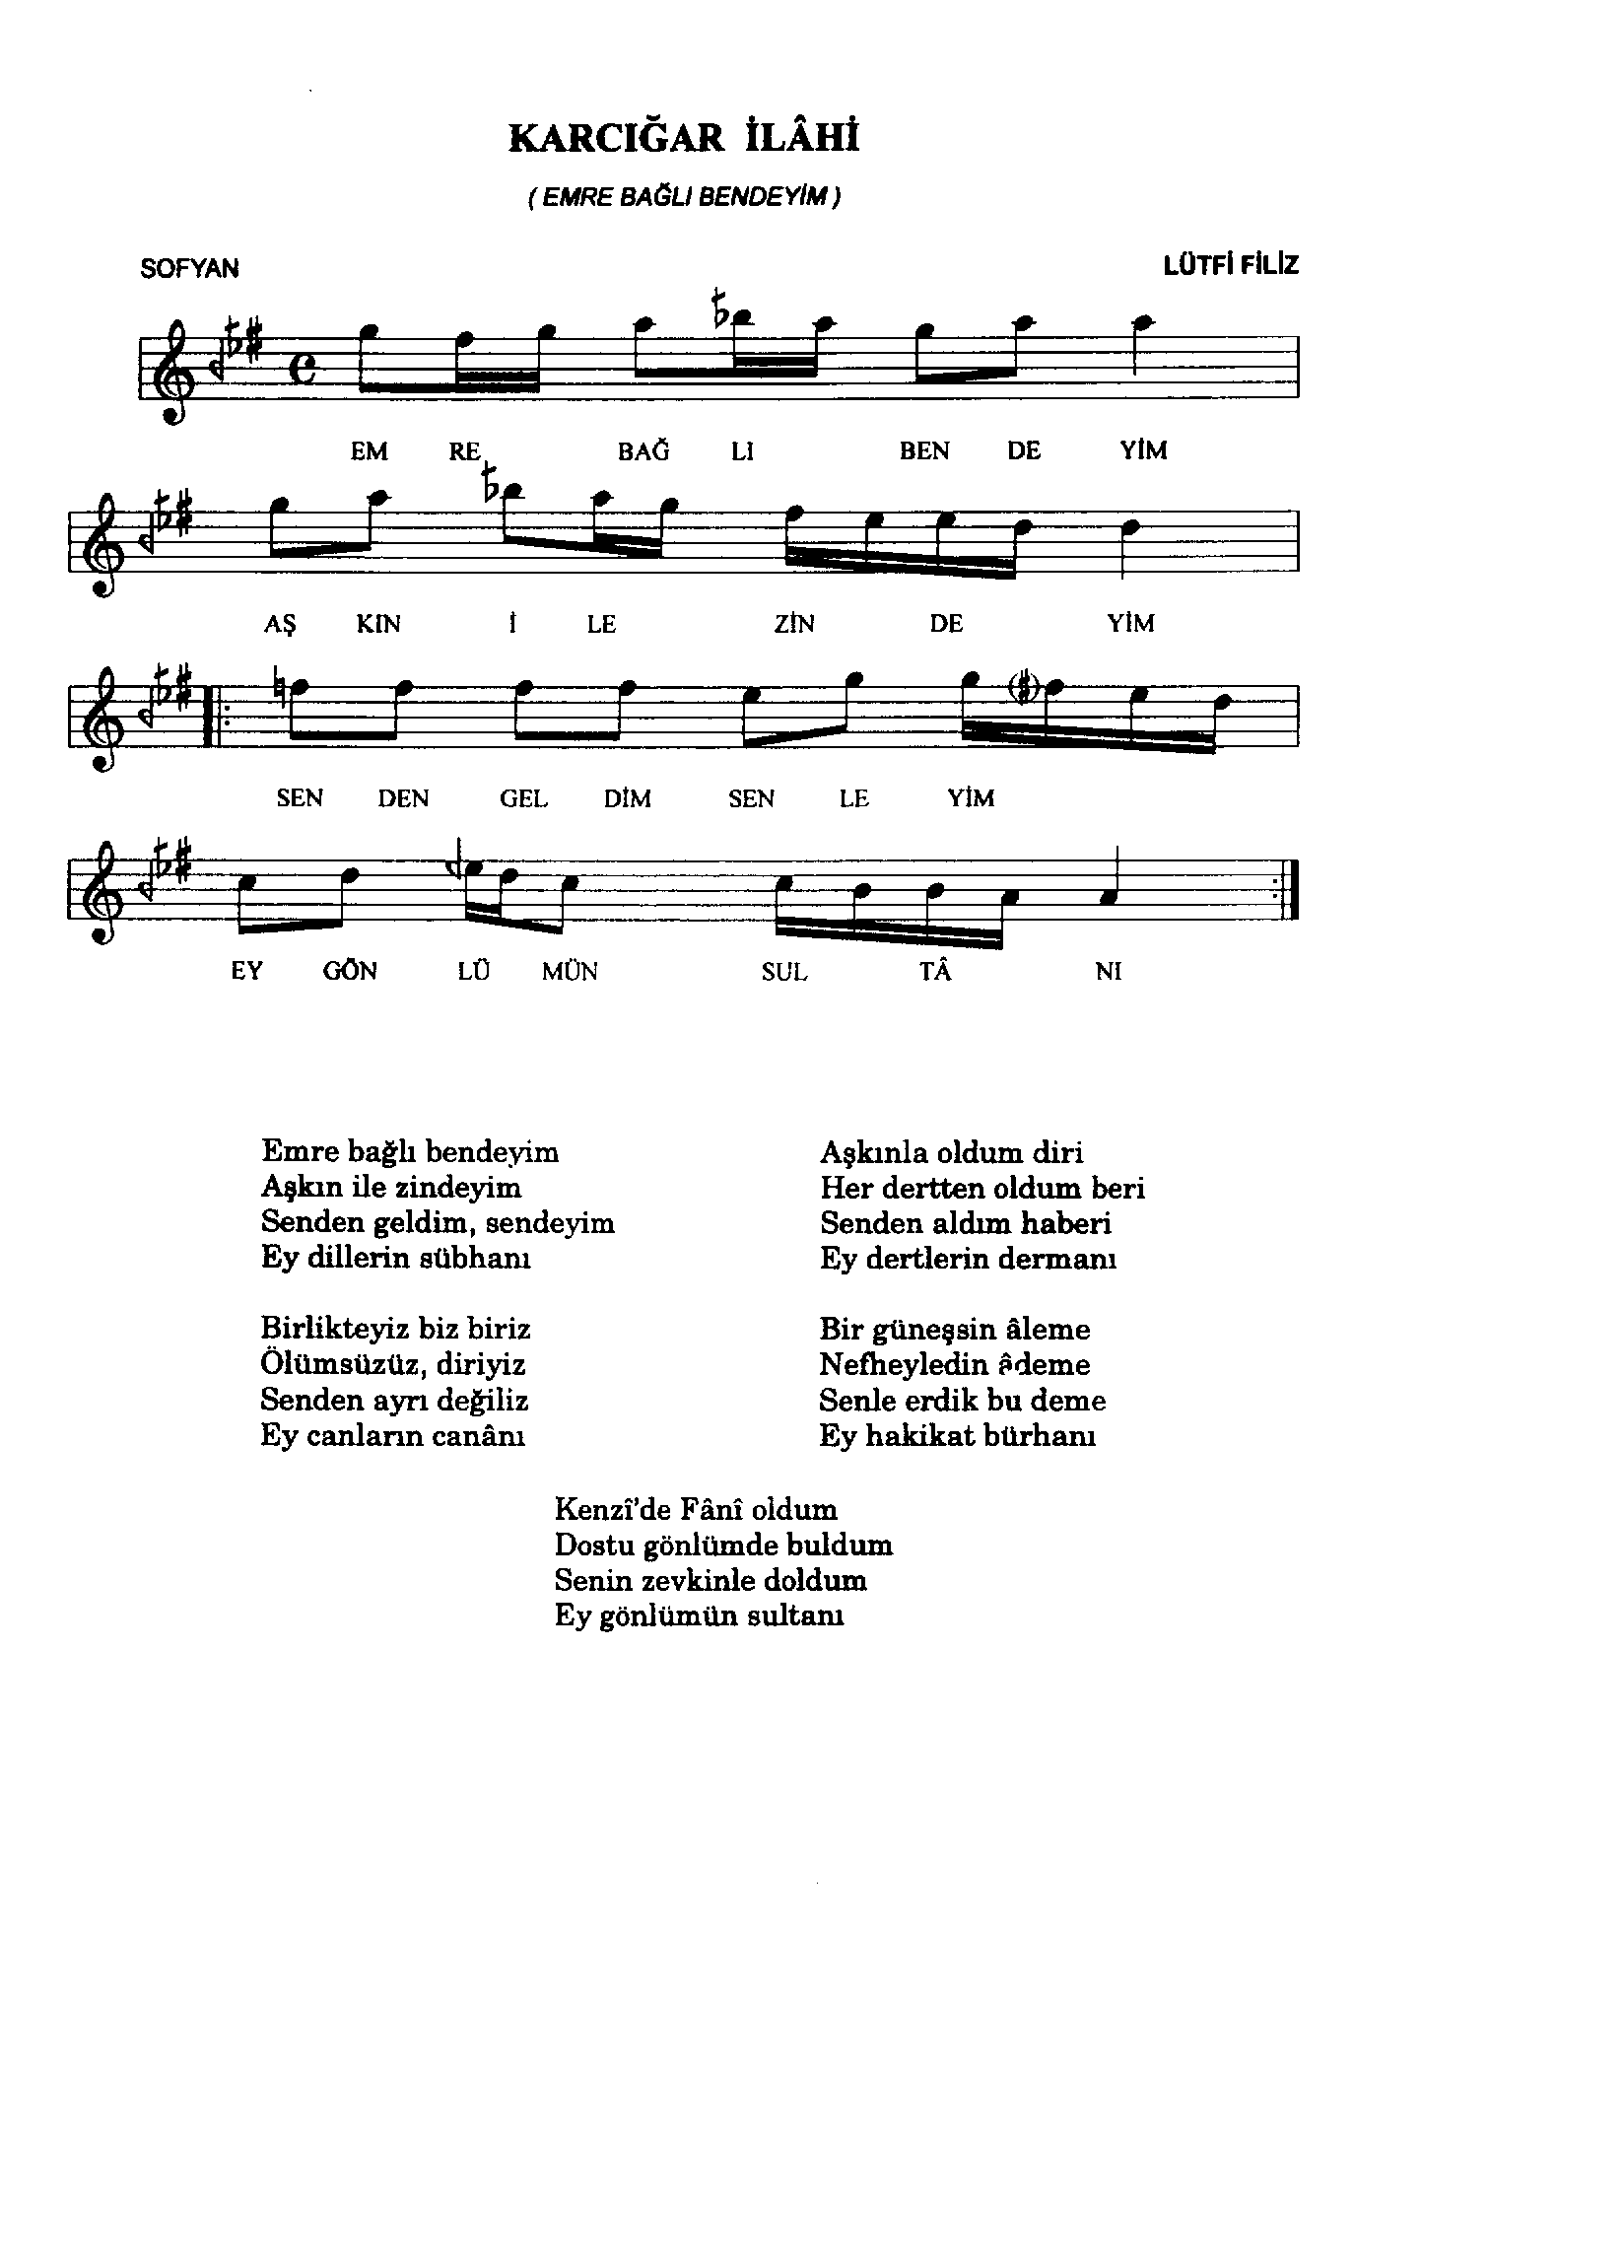 KARCIĞAR İLÂHİ
( EMRE BAĞLI BENDEYİM )
SOFYAN LÜTFİ FİLİZ
EM RE BAĞ LI BEN DE YİM
AŞ KIN İ LE ZİN DE YİM
SEN DEN GEL DİM SEN LE YİM
EY GÖN LÜ MÜN SUL TÂ NI
Emre bağlı bendeyim
Aşkın ile zindeyim
Senden geldim, sendeyim
Ey dillerin sübhanı
Aşkınla oldum diri
Her dertten oldum beri
Senden aldım haberi
Ey dertlerin dermanı
Birlikteyiz biz biriz
Ölümsüzüz, diriyiz
Senden ayrı değiliz
Ey canların canânı
Bir güneşsin âleme
Nefheyledin âdeme
Senle erdik bu deme
Ey hakikat bürhanı
Kenzî'de Fânî oldum
Dostu gönlümde buldum
Senin zevkinle doldum
Ey gönlümün sultanı